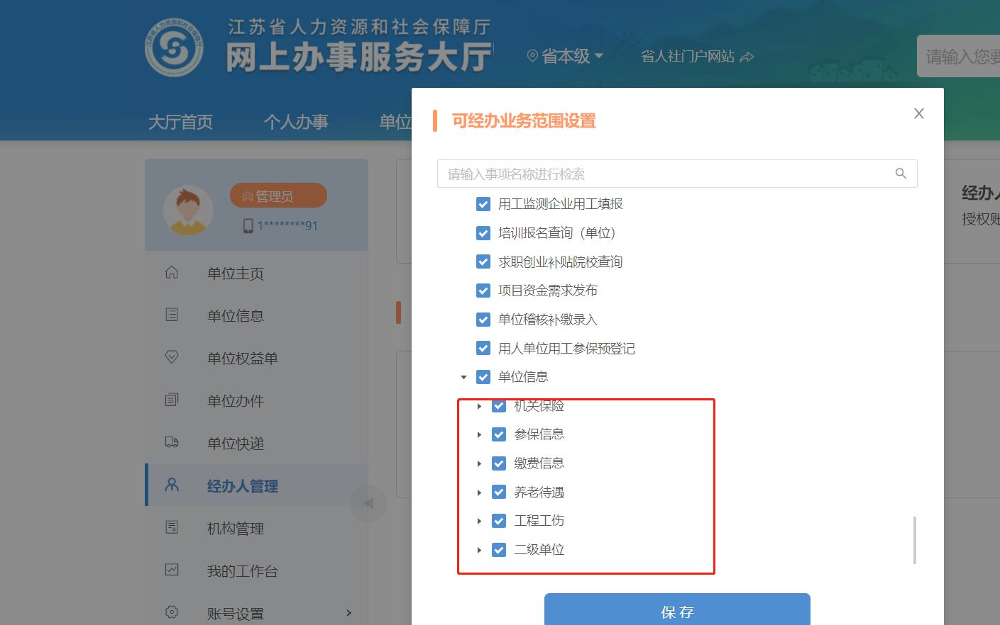 江苏省人力资源和社会保障厅
网上办事服务大厅
省本级
省人社门户网站
请输入您要
大厅首页
个人办事
单位
管理员
1********91
单位主页
单位信息
单位权益单
单位办件
单位快递
经办人管理
机构管理
我的工作台
账号设置
可经办业务范围设置
请输入事项名称进行检索
用工监测企业用工填报
培训报名查询（单位）
求职创业补贴院校查询
项目资金需求发布
单位稽核补缴录入
用人单位用工参保预登记
单位信息
机关保险
参保信息
缴费信息
养老待遇
工程工伤
二级单位
保存
经办人
授权账